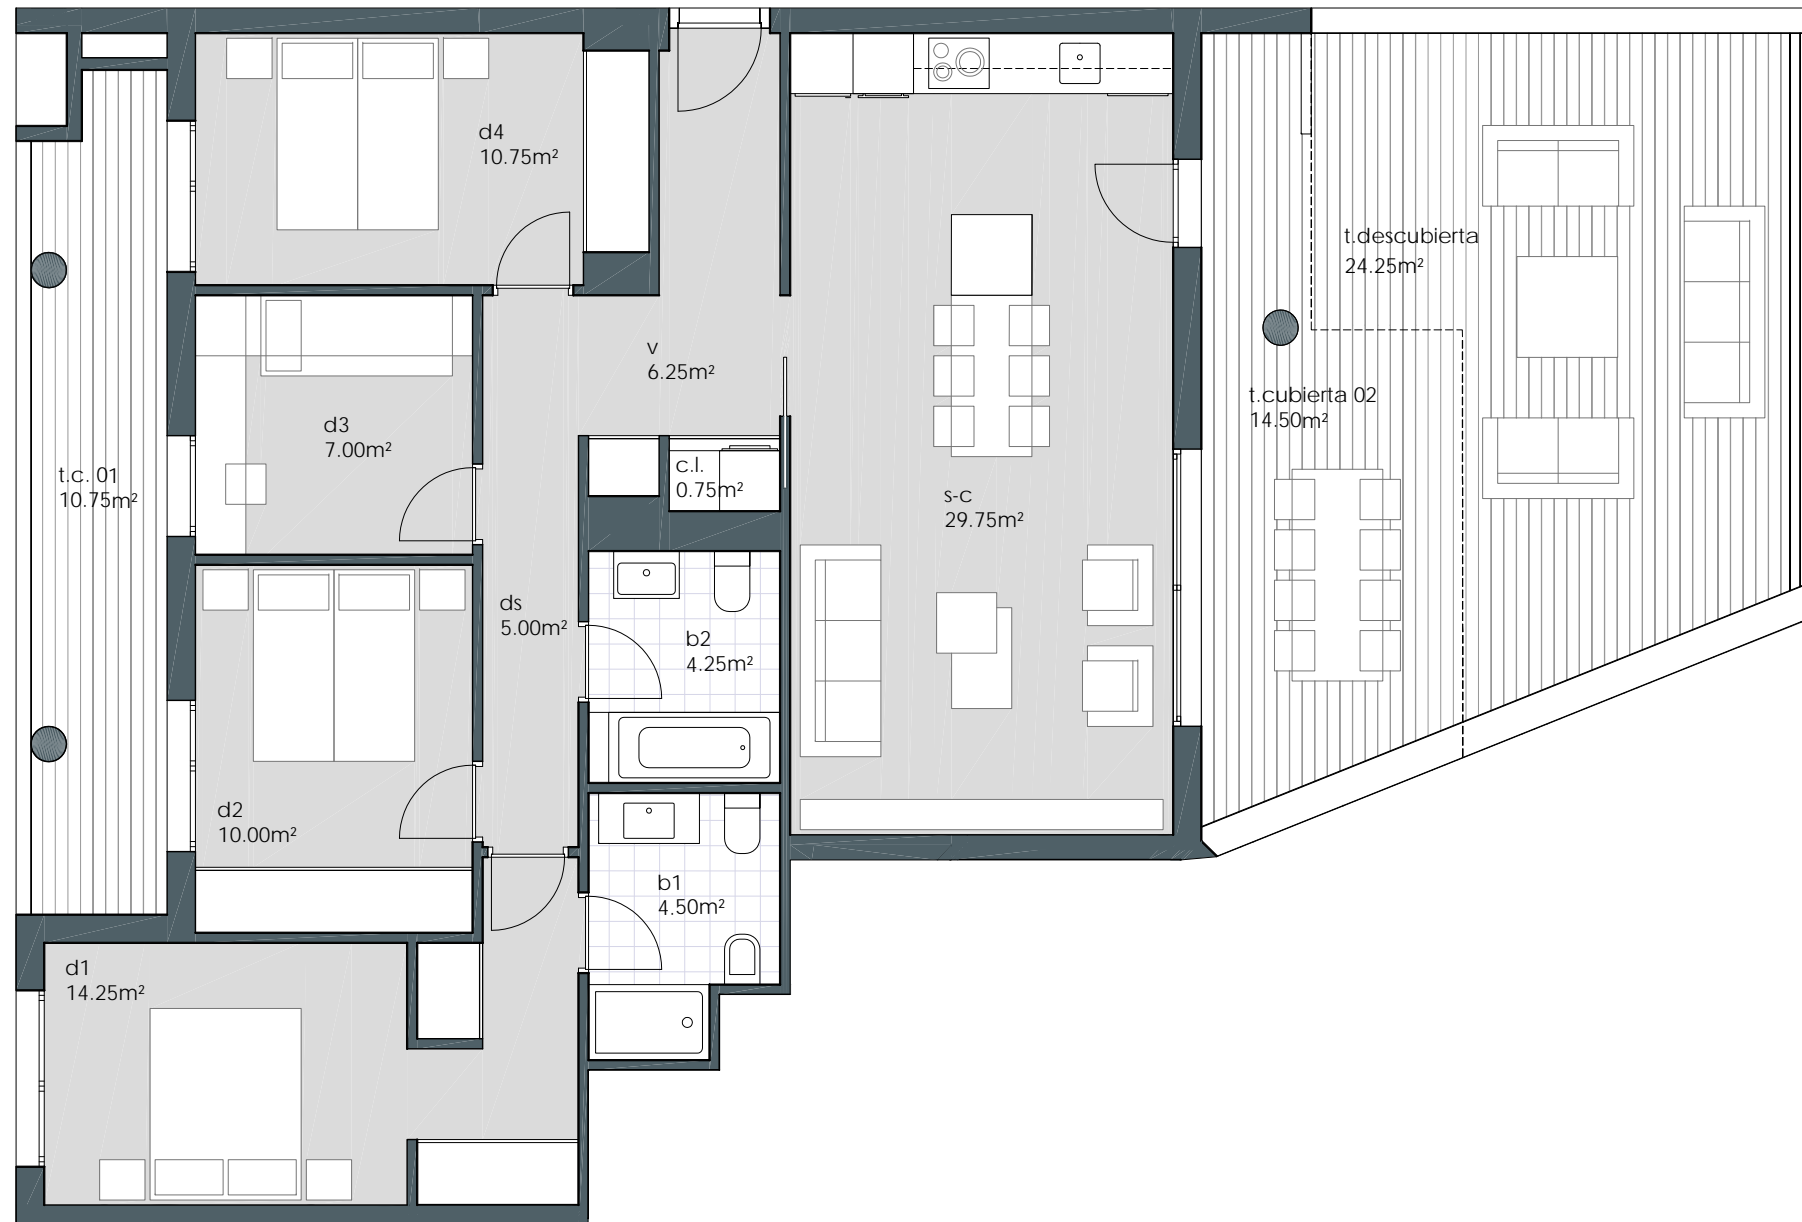 d4
10.75m²
t.descubierta
24.25m²
v
6.25m²
t.cubierta 02
14.50m²
d3
7.00m²
c.l.
0.75m²
t.c. 01
10.75m²
s-c
29.75m²
ds
5.00m²
b2
4.25m²
d2
10.00m²
b1
4.50m²
d1
14.25m²